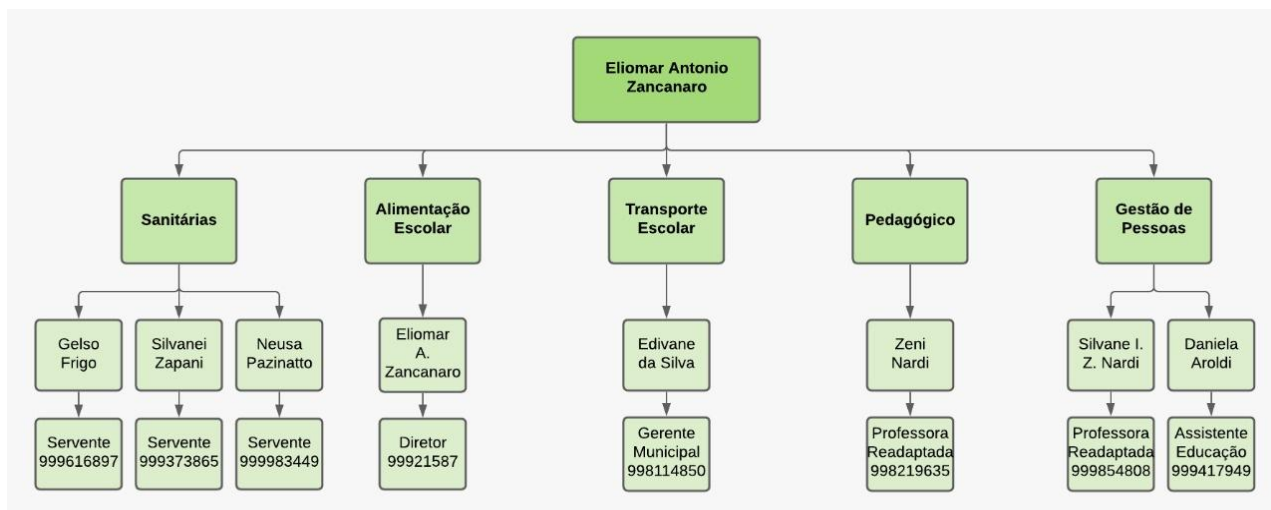 Eliomar Antonio
Zancanaro
Sanitárias
Alimentação
Escolar
Transporte
Escolar
Pedagógico
Gestão de
Pessoas
Gelso
Frigo
Silvanei
Zapani
Neusa
Pazinatto
Eliomar
A.
Zancanaro
Edivane
da Silva
Zeni
Nardi
Silvane I.
Z. Nardi
Daniela
Aroldi
Servente
999616897
Servente
999373865
Servente
999983449
Diretor
99921587
Gerente
Municipal
998114850
Professora
Readaptada
998219635
Professora
Readaptada
999854808
Assistente
Educação
999417949